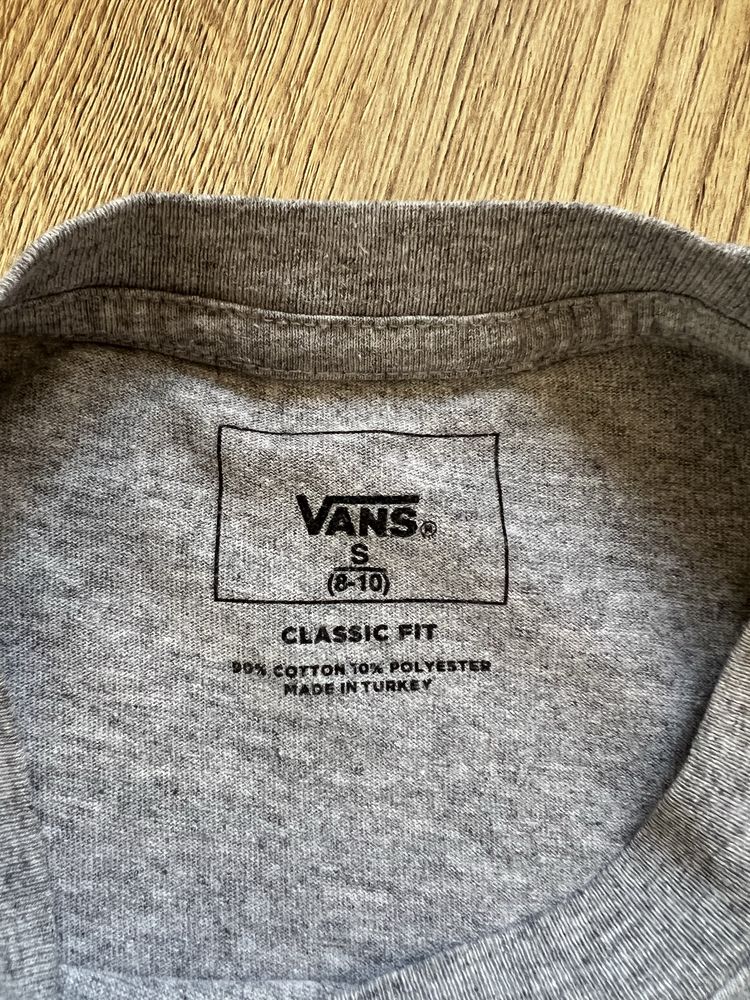 VANS®
S
(8-10)
CLASSIC FIT
90% COTTON 10% POLYESTER
MADE IN TURKEY